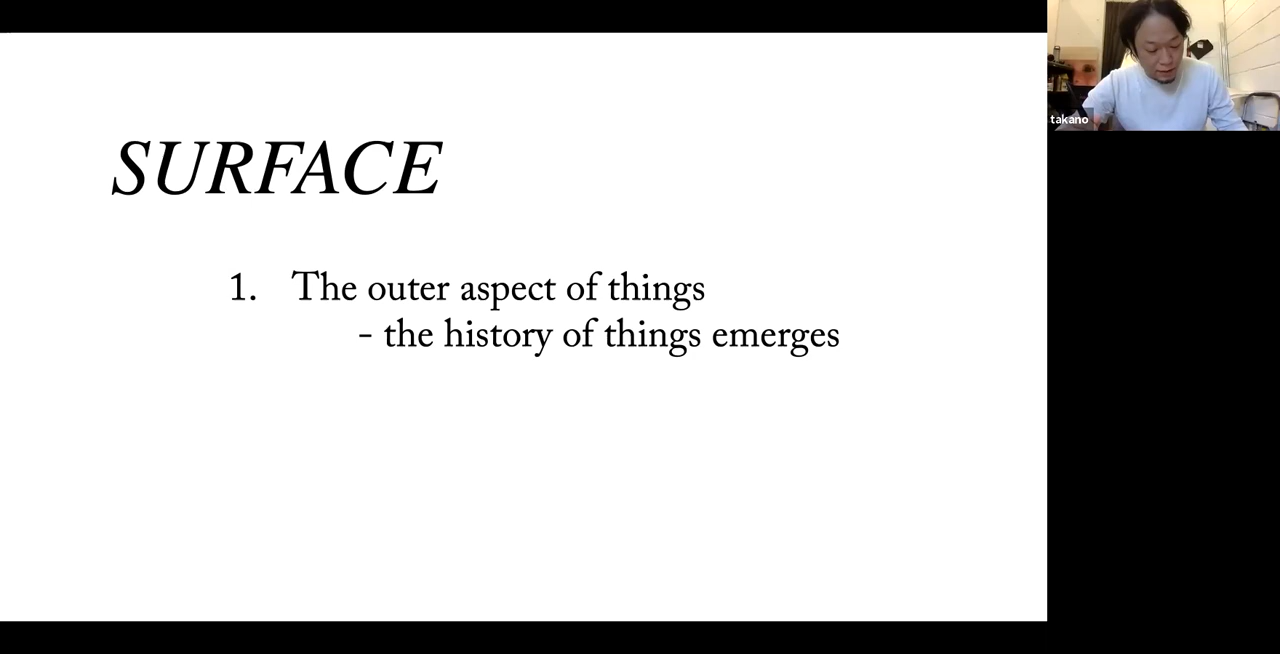 SURFACE
1. The outer aspect of things
- the history of things emerges
takano